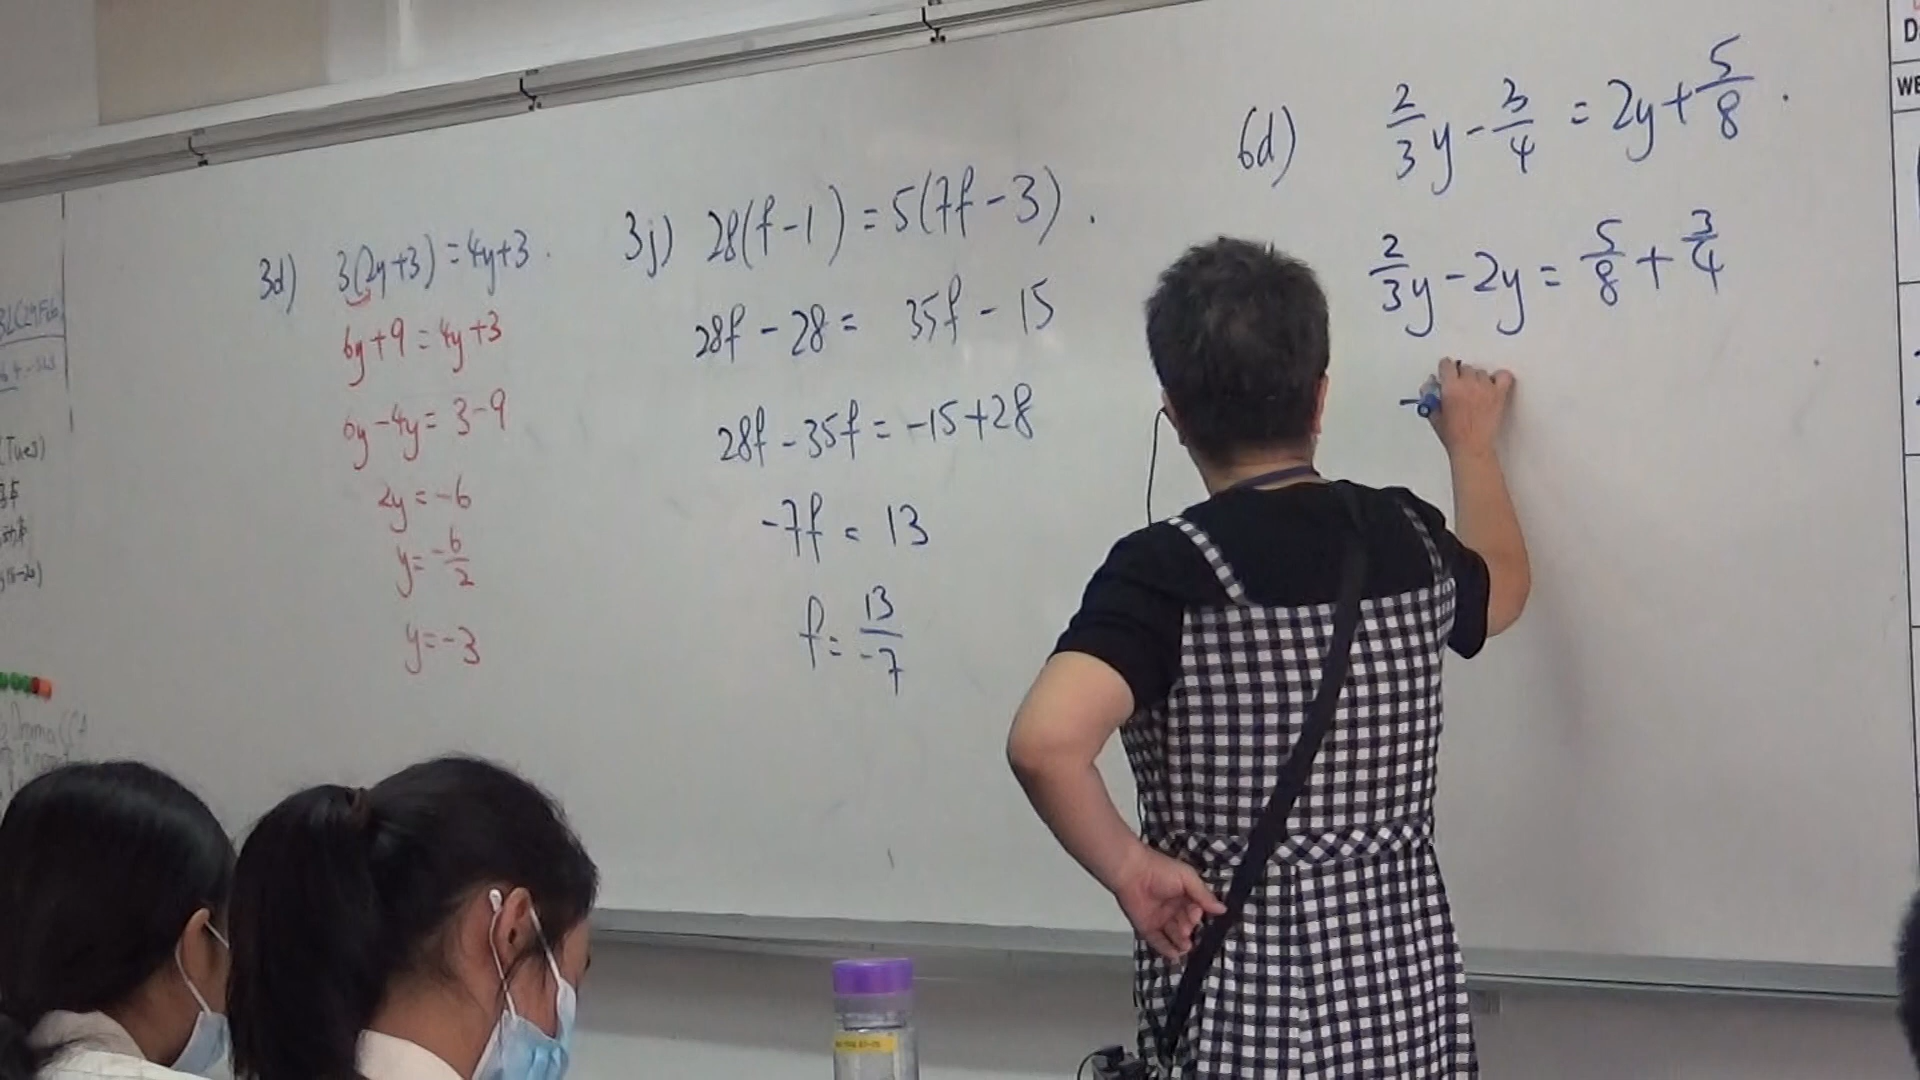 3d) 3(2y+3) = 4y+3.
6y+9 = 4y+3
6y-4y = 3-9
2y = -6
y = -6/2
y = -3
3j) 28(f-1) = 5(7f-3).
28f - 28 = 35f - 15
28f - 35f = -15+28
-7f = 13
f = 13/-7
6d) 2/3y - 3/4 = 2y + 5/8.
2/3y - 2y = 5/8 + 3/4
(Tues)
WE